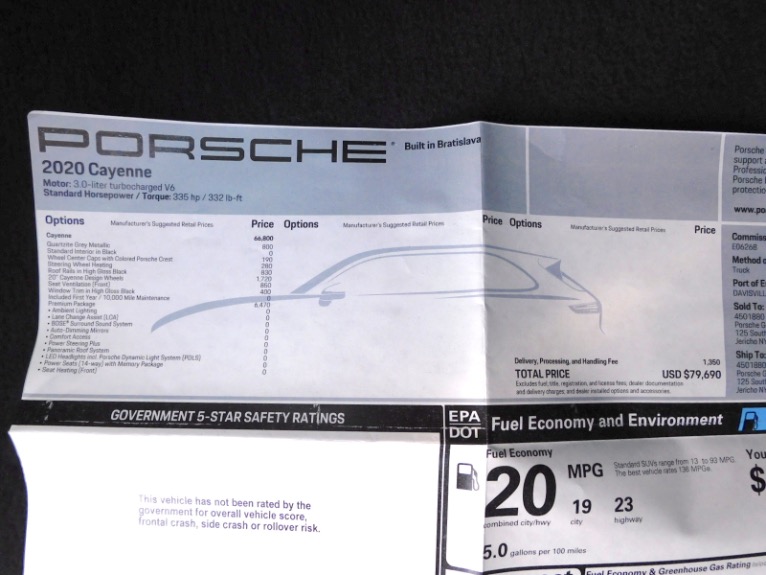 PORSCHE
Built in Bratislava
2020 Cayenne
Motor: 3.0-liter turbocharged V6
Standard Horsepower / Torque: 335 hp / 332 lb-ft
Options Manufacturer's Suggested Retail Prices Price
Cayenne 66,800
Quartzite Grey Metallic 800
Standard Interior in Black 0
Wheel Center Caps with Colored Porsche Crest 190
Steering Wheel Heating 280
Roof Rails in High Gloss Black 830
20" Cayenne Design Wheels 1,720
Seat Ventilation (Front) 850
Window Trim in High Gloss Black 400
Included First Year / 10,000 Mile Maintenance 0
Premium Package 6,470
• Ambient Lighting 0
• Lane Change Assist (LCA) 0
• BOSE® Surround Sound System 0
• Auto-Dimming Mirrors 0
• Comfort Access 0
• Power Steering Plus 0
• Panoramic Roof System 0
• LED Headlights incl. Porsche Dynamic Light System (PDLS) 0
• Power Seats (14-way) with Memory Package 0
• Seat Heating (Front) 0
Options Manufacturer's Suggested Retail Prices Price
Options Manufacturer's Suggested Retail Prices Price
Delivery, Processing, and Handling Fee 1,350
TOTAL PRICE USD $79,690
Excludes fuel, title, registration, and license fees, dealer documentation
and delivery charges, and dealer installed options and accessories.
Porsche
support a
Professio
Porsche
protectio
www.po
Commiss
E06268
Method o
Truck
Port of E
DAVISVILL
Sold To:
4501880
Porsche G
125 South
Jericho NY
Ship To:
4501880
Porsche G
125 South
Jericho NY
GOVERNMENT 5-STAR SAFETY RATINGS
This vehicle has not been rated by the
government for overall vehicle score,
frontal crash, side crash or rollover risk.
EPA
DOT
Fuel Economy and Environment
Fuel Economy
20 MPG
combined city/hwy
19
city
23
highway
Standard SUVs range from 13 to 93 MPG.
The best vehicle rates 136 MPGe.
5.0 gallons per 100 miles
You
$
Fuel Economy & Greenhouse Gas Rating